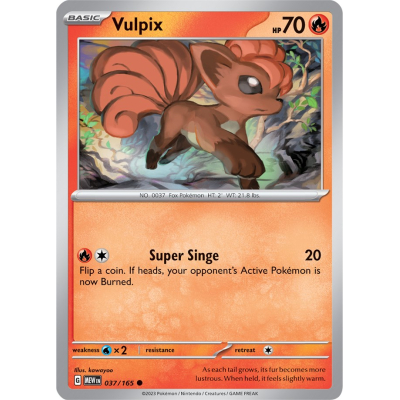 BASIC
Vulpix
HP 70
NO. 0037 Fox Pokémon HT: 2' WT: 21.8 lbs.
Super Singe 20
Flip a coin. If heads, your opponent's Active Pokémon is
now Burned.
weakness ×2 resistance retreat
Illus. kawayoo
G MEW EN 037/165
As each tail grows, its fur becomes more
lustrous. When held, it feels slightly warm.
©2023 Pokémon / Nintendo / Creatures / GAME FREAK